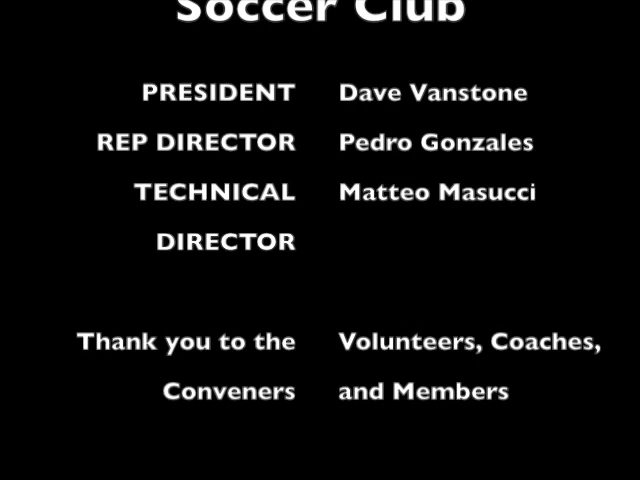 Soccer Club
PRESIDENT Dave Vanstone
REP DIRECTOR Pedro Gonzales
TECHNICAL Matteo Masucci
DIRECTOR
Thank you to the Volunteers, Coaches,
Conveners and Members